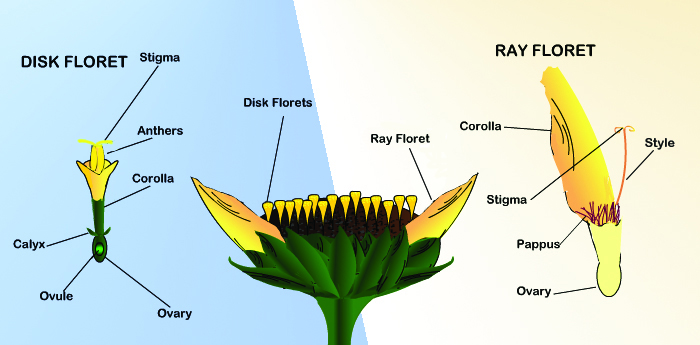 DISK FLORET
Stigma
Anthers
Corolla
Calyx
Ovule
Ovary
Disk Florets
Ray Floret
RAY FLORET
Corolla
Style
Stigma
Pappus
Ovary